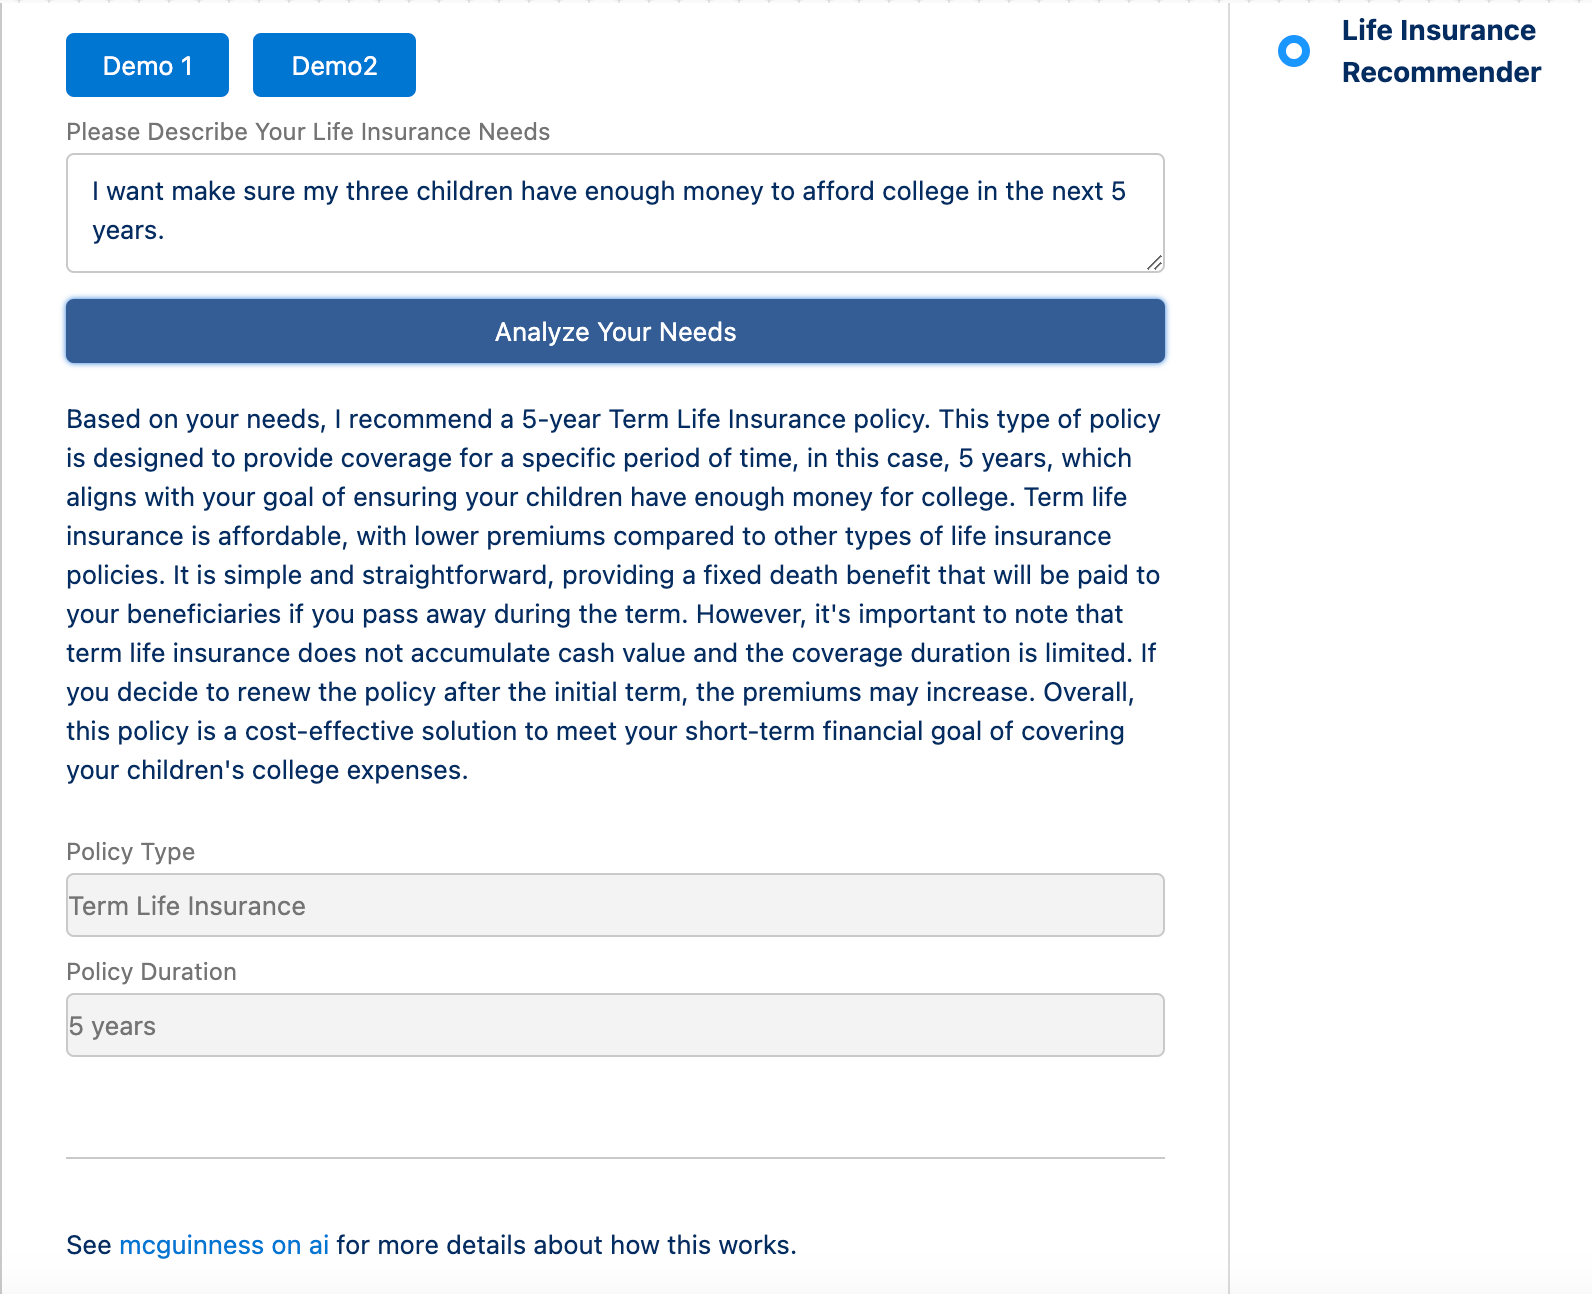 Demo 1
Demo2
Please Describe Your Life Insurance Needs
I want make sure my three children have enough money to afford college in the next 5
years.
Analyze Your Needs
Based on your needs, I recommend a 5-year Term Life Insurance policy. This type of policy
is designed to provide coverage for a specific period of time, in this case, 5 years, which
aligns with your goal of ensuring your children have enough money for college. Term life
insurance is affordable, with lower premiums compared to other types of life insurance
policies. It is simple and straightforward, providing a fixed death benefit that will be paid to
your beneficiaries if you pass away during the term. However, it's important to note that
term life insurance does not accumulate cash value and the coverage duration is limited. If
you decide to renew the policy after the initial term, the premiums may increase. Overall,
this policy is a cost-effective solution to meet your short-term financial goal of covering
your children's college expenses.
Policy Type
Term Life Insurance
Policy Duration
5 years
See mcguinness on ai for more details about how this works.
Life Insurance
Recommender